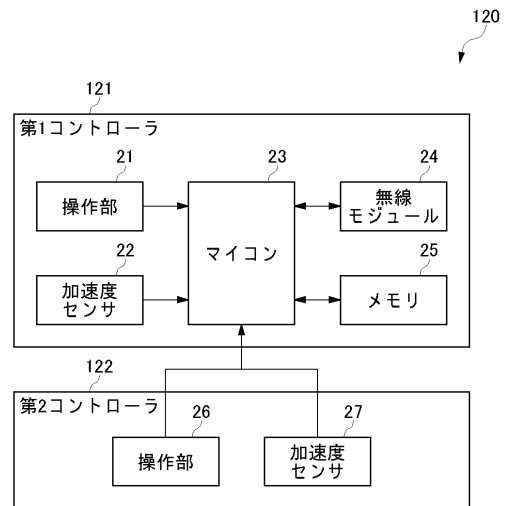 120
121
第1コントローラ
21
操作部
23
マイコン
24
無線
モジュール
22
加速度
センサ
25
メモリ
122
第2コントローラ
26
操作部
27
加速度
センサ